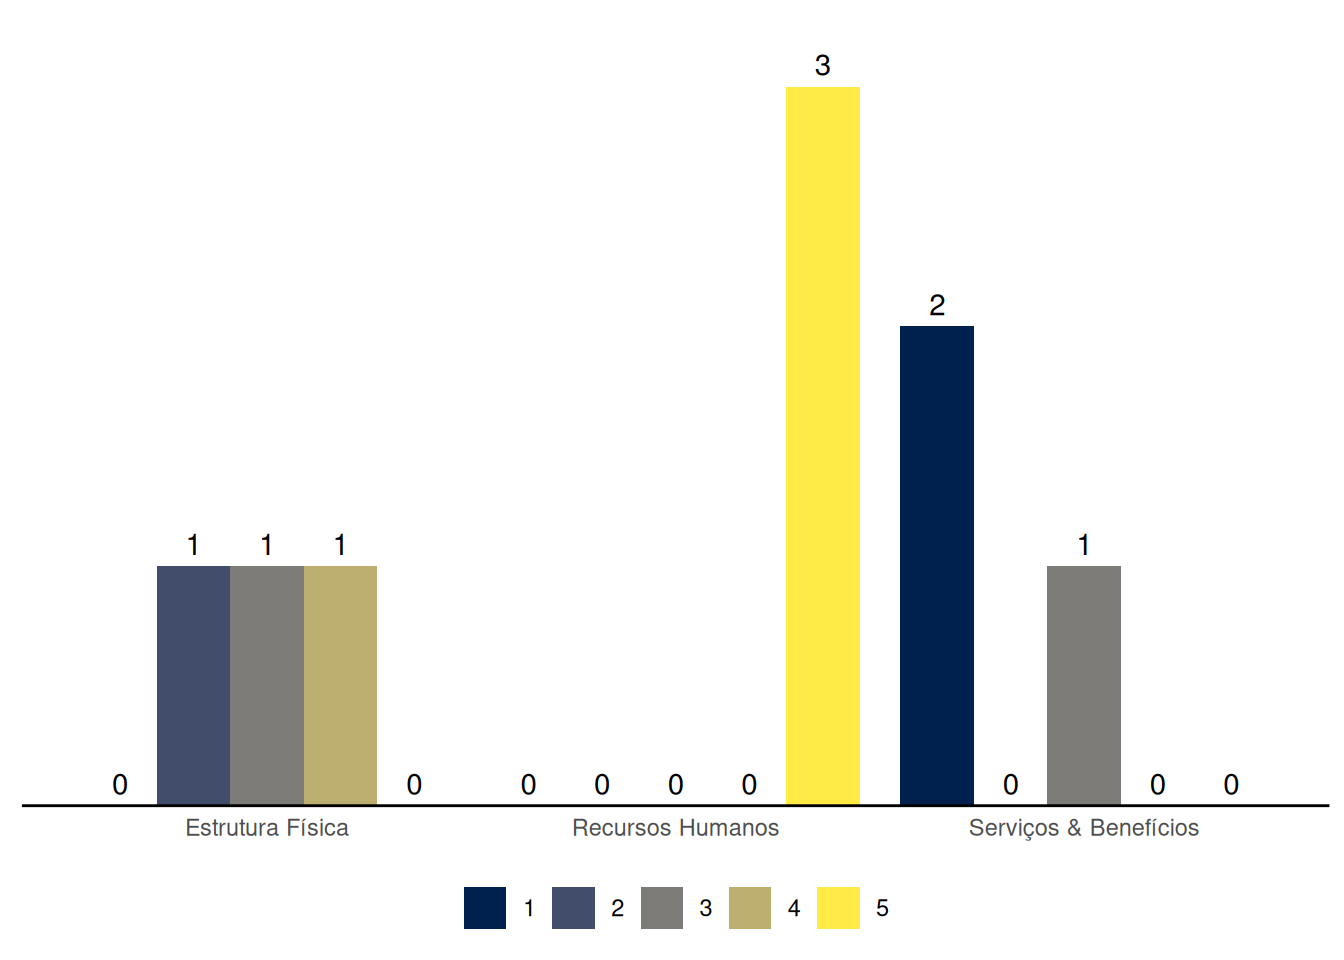 3
2
1 1 1 1
0 0 0 0 0 0 0 0 0
Estrutura Física Recursos Humanos Serviços & Benefícios
1 2 3 4 5